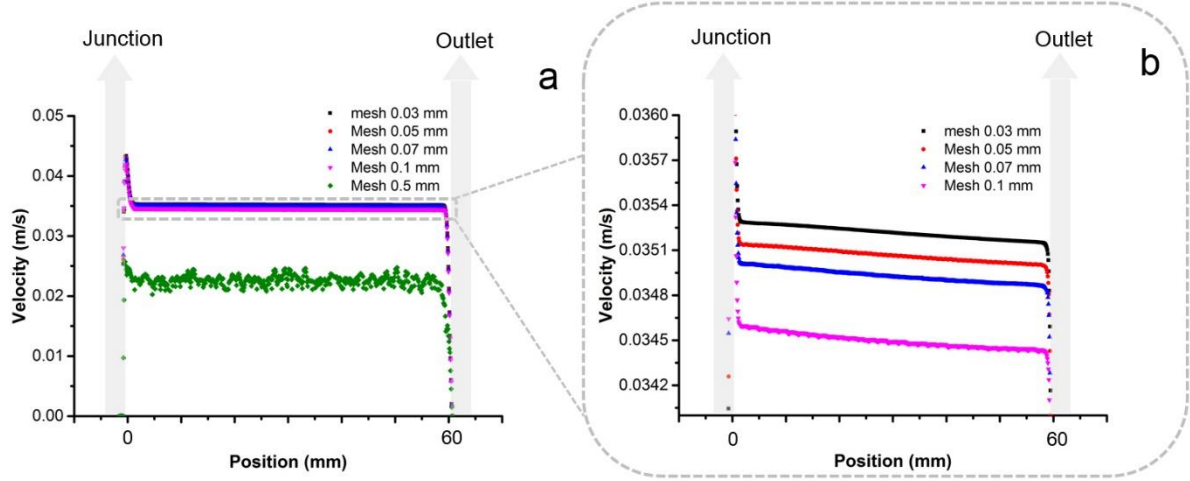 Junction
Outlet
a
0.05
0.04
0.03
0.02
0.01
0.00
Velocity (m/s)
mesh 0.03 mm
Mesh 0.05 mm
Mesh 0.07 mm
Mesh 0.1 mm
Mesh 0.5 mm
0
60
Position (mm)
Junction
Outlet
b
0.0360
0.0357
0.0354
0.0351
0.0348
0.0345
0.0342
Velocity (m/s)
mesh 0.03 mm
Mesh 0.05 mm
Mesh 0.07 mm
Mesh 0.1 mm
0
60
Position (mm)